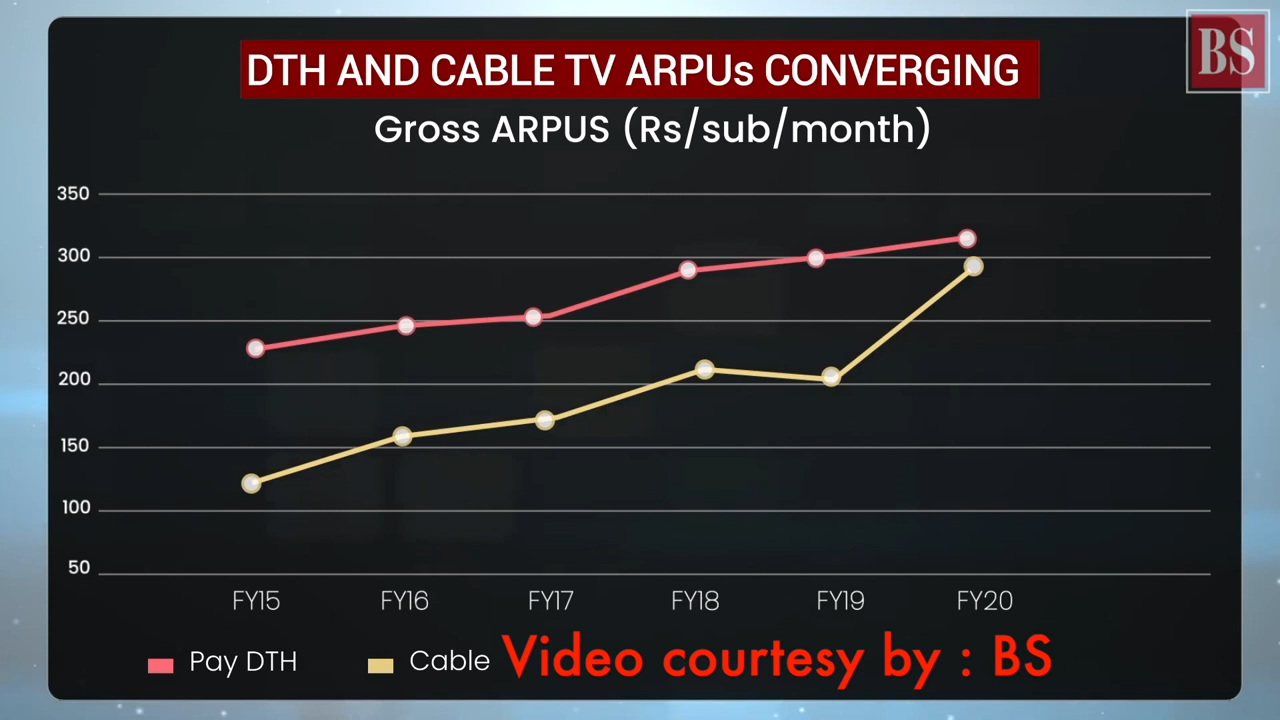 BS
DTH AND CABLE TV ARPUs CONVERGING
Gross ARPUS (Rs/sub/month)
350
300
250
200
150
100
50
FY15 FY16 FY17 FY18 FY19 FY20
Pay DTH Cable Video courtesy by : BS